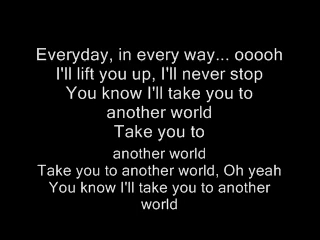 Everyday, in every way... ooooh
I'll lift you up, I'll never stop
You know I'll take you to
another world
Take you to
another world
Take you to another world, Oh yeah
You know I'll take you to another
world